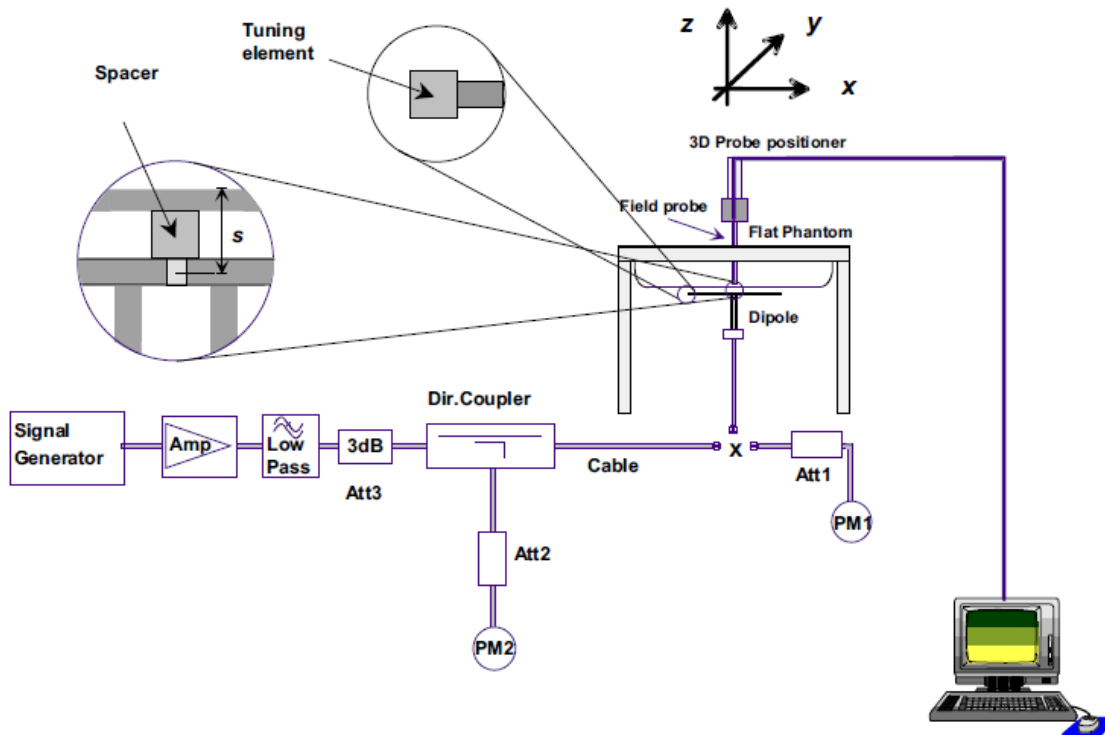 Tuning
element
Spacer
s
z
y
x
3D Probe positioner
Field probe
Flat Phantom
Dipole
Dir.Coupler
Signal
Generator
Amp
Low
Pass
3dB
Att3
Cable
X
Att1
PM1
Att2
PM2